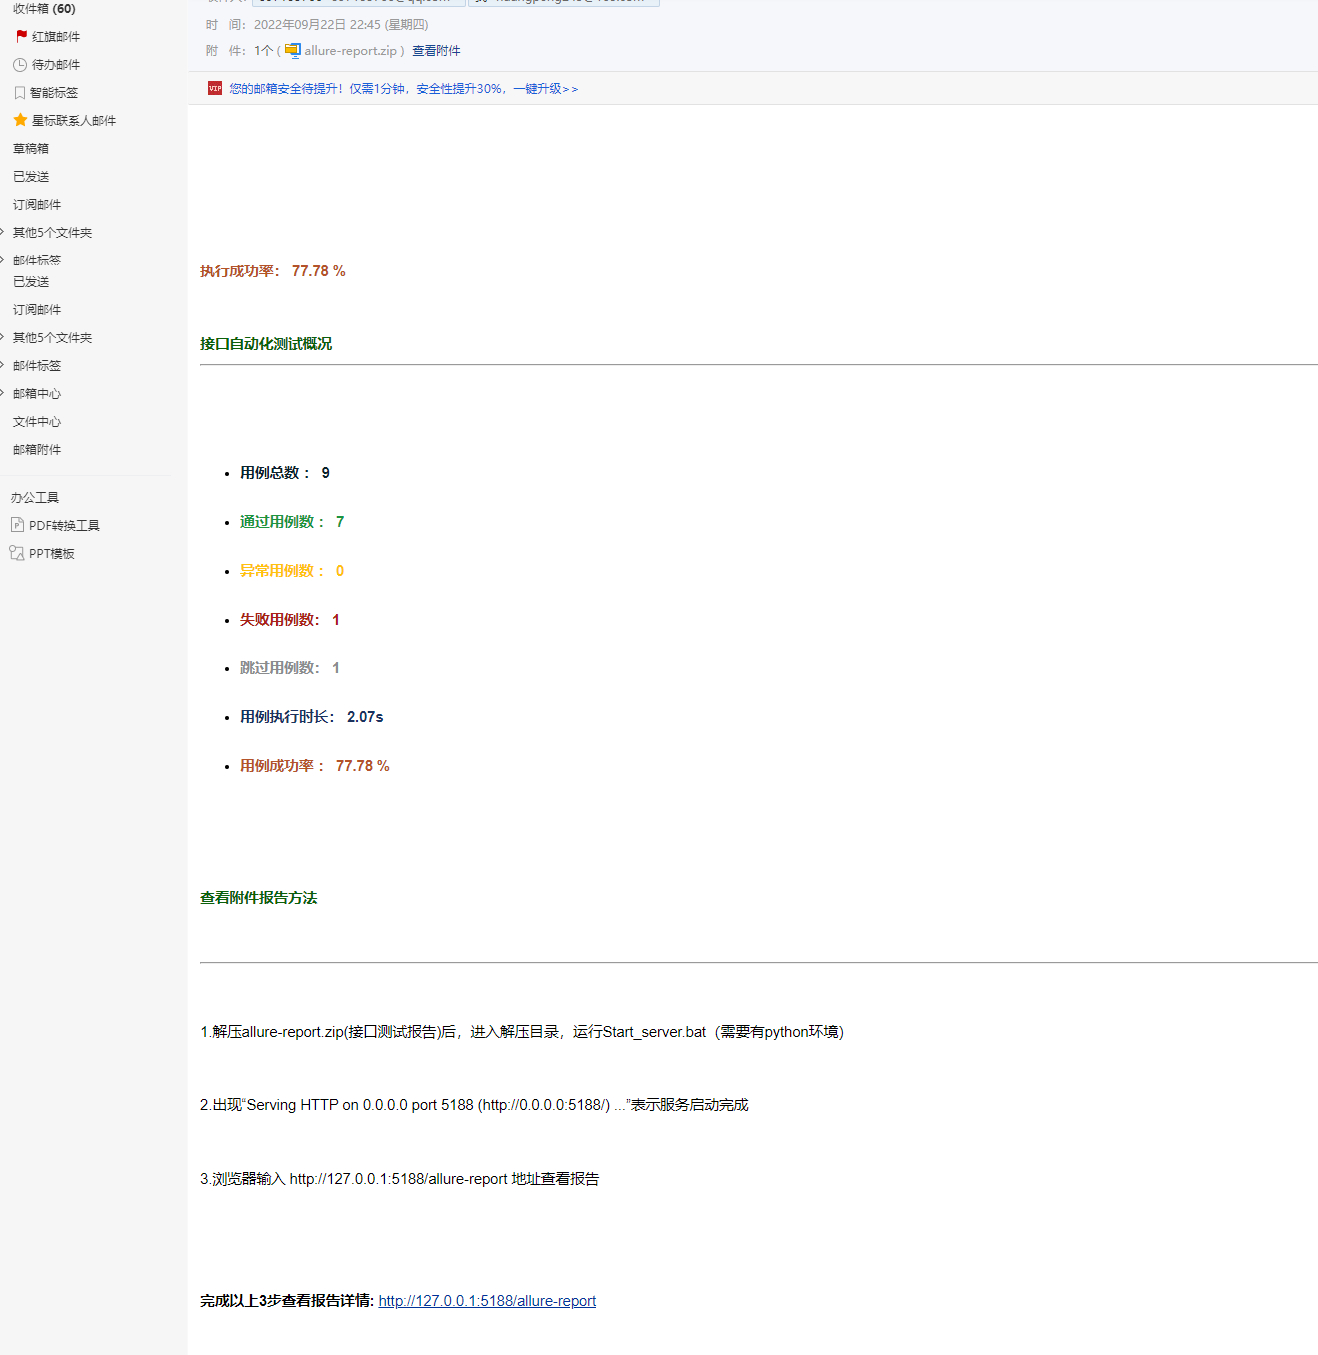 收件箱 (60)
红旗邮件
待办邮件
智能标签
星标联系人邮件
草稿箱
已发送
订阅邮件
其他5个文件夹
邮件标签
已发送
订阅邮件
其他5个文件夹
邮件标签
邮箱中心
文件中心
邮箱附件
办公工具
PDF转换工具
PPT模板
时 间：2022年09月22日 22:45 (星期四)
附 件：1个 ( allure-report.zip ) 查看附件
VIP 您的邮箱安全待提升！仅需1分钟，安全性提升30%，一键升级>>
执行成功率： 77.78 %
接口自动化测试概况
• 用例总数 ： 9
• 通过用例数 ： 7
• 异常用例数 ： 0
• 失败用例数： 1
• 跳过用例数： 1
• 用例执行时长： 2.07s
• 用例成功率 ： 77.78 %
查看附件报告方法
1.解压allure-report.zip(接口测试报告)后，进入解压目录，运行Start_server.bat（需要有python环境）
2.出现“Serving HTTP on 0.0.0.0 port 5188 (http://0.0.0.0:5188/) ...”表示服务启动完成
3.浏览器输入 http://127.0.0.1:5188/allure-report 地址查看报告
完成以上3步查看报告详情: http://127.0.0.1:5188/allure-report